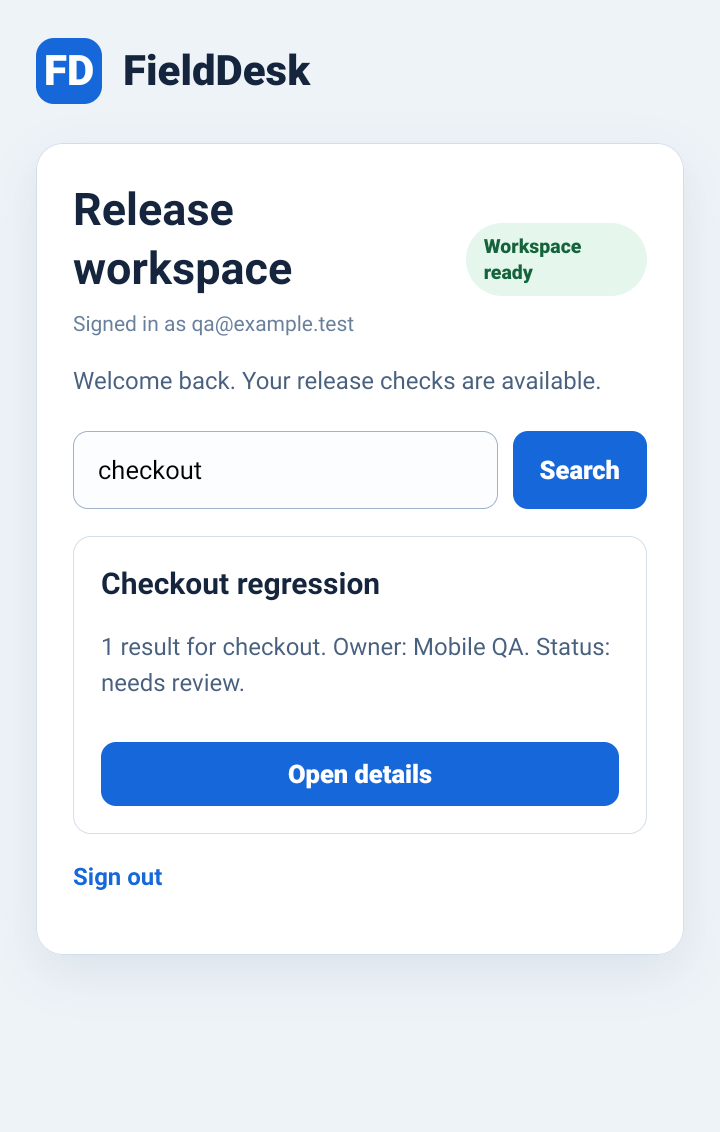 FD FieldDesk
Release
workspace
Workspace
ready
Signed in as qa@example.test
Welcome back. Your release checks are available.
checkout
Search
Checkout regression
1 result for checkout. Owner: Mobile QA. Status:
needs review.
Open details
Sign out